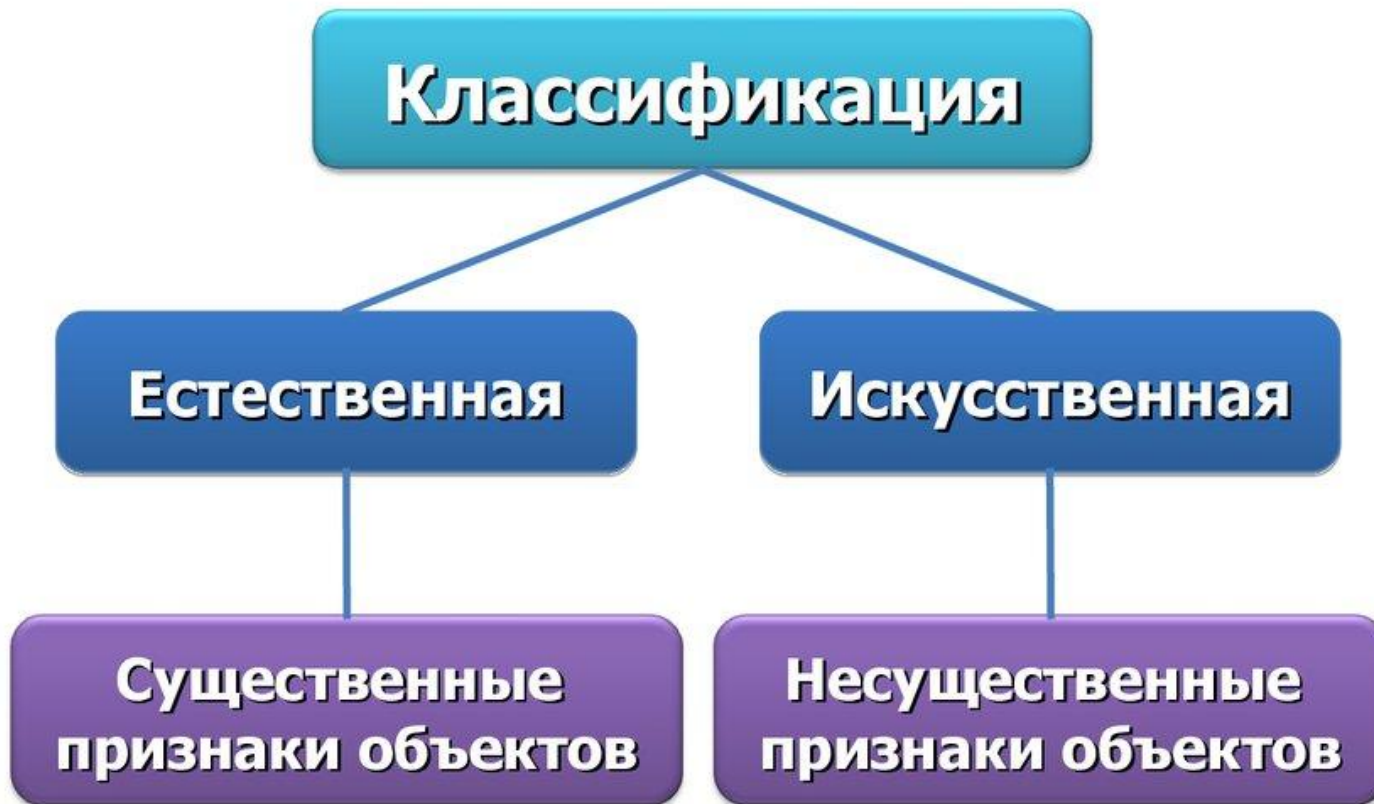 Классификация
Естественная
Искусственная
Существенные
признаки объектов
Несущественные
признаки объектов